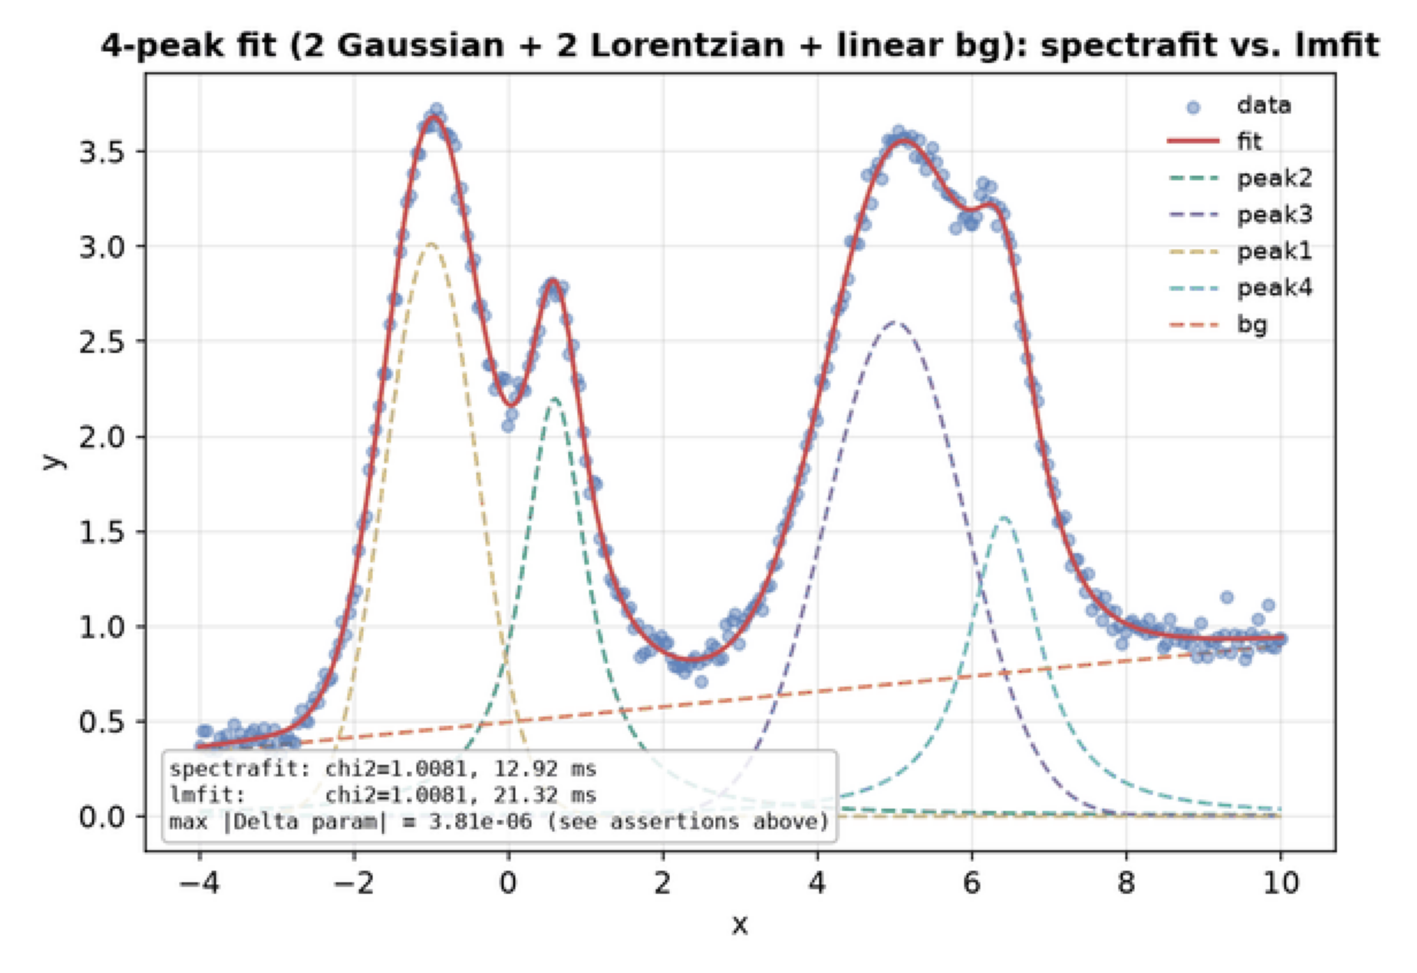 4-peak fit (2 Gaussian + 2 Lorentzian + linear bg): spectrafit vs. lmfit
data
fit
peak2
peak3
peak1
peak4
bg
3.5
3.0
2.5
2.0
1.5
1.0
0.5
0.0
y
spectrafit: chi2=1.0081, 12.92 ms
lmfit: chi2=1.0081, 21.32 ms
max |Delta param| = 3.81e-06 (see assertions above)
−4 −2 0 2 4 6 8 10
x